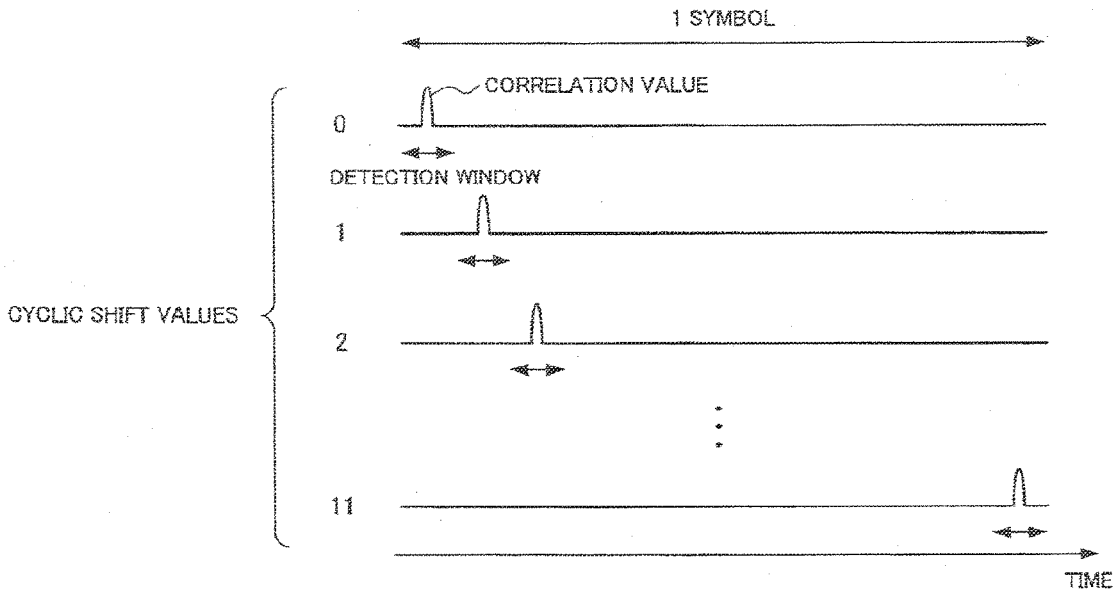 1 SYMBOL
CORRELATION VALUE
0
DETECTION WINDOW
1
CYCLIC SHIFT VALUES
2
11
TIME